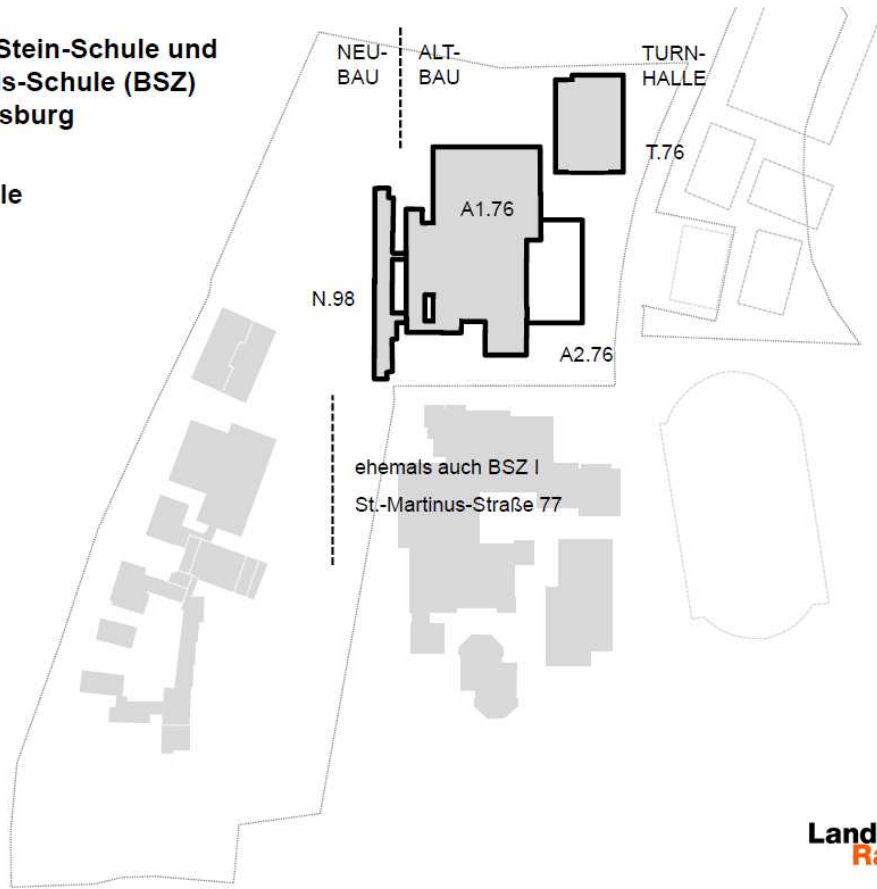 Stein-Schule und
s-Schule (BSZ)
sburg
le
NEU-
BAU
ALT-
BAU
TURN-
HALLE
T.76
A1.76
N.98
A2.76
ehemals auch BSZ I
St.-Martinus-Straße 77
Land
Ra